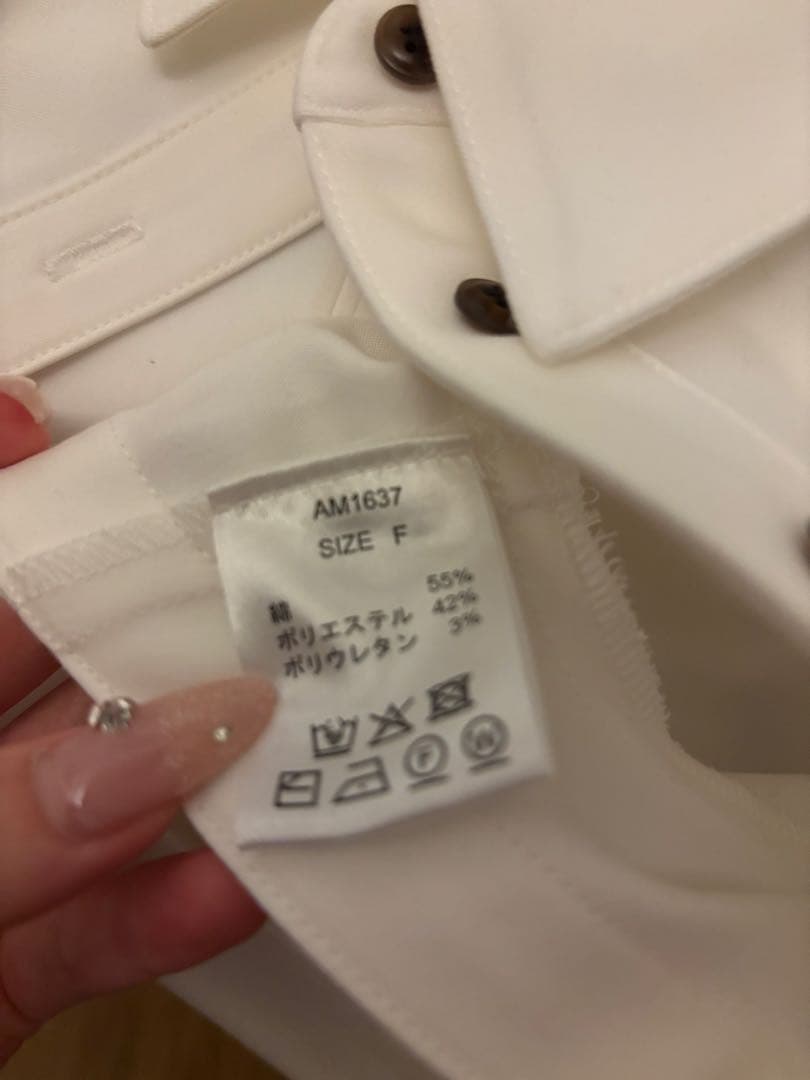 AM1637
SIZE F
綿 55%
ポリエステル 42%
ポリウレタン 3%
F W